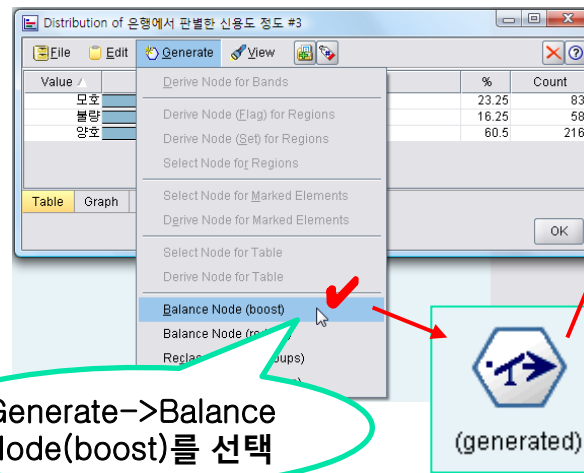 Distribution of 은행에서 판별한 신용도 정도 #3
File Edit Generate View
Value % Count
모호 23.25 83
불량 16.25 58
양호 60.5 216
Table Graph
OK
Derive Node for Bands
Derive Node (Flag) for Regions
Derive Node (Set) for Regions
Select Node for Regions
Select Node for Marked Elements
Derive Node for Marked Elements
Select Node for Table
Derive Node for Table
Balance Node (boost)
Balance Node
Generate->Balance
Node(boost)를 선택
(generated)